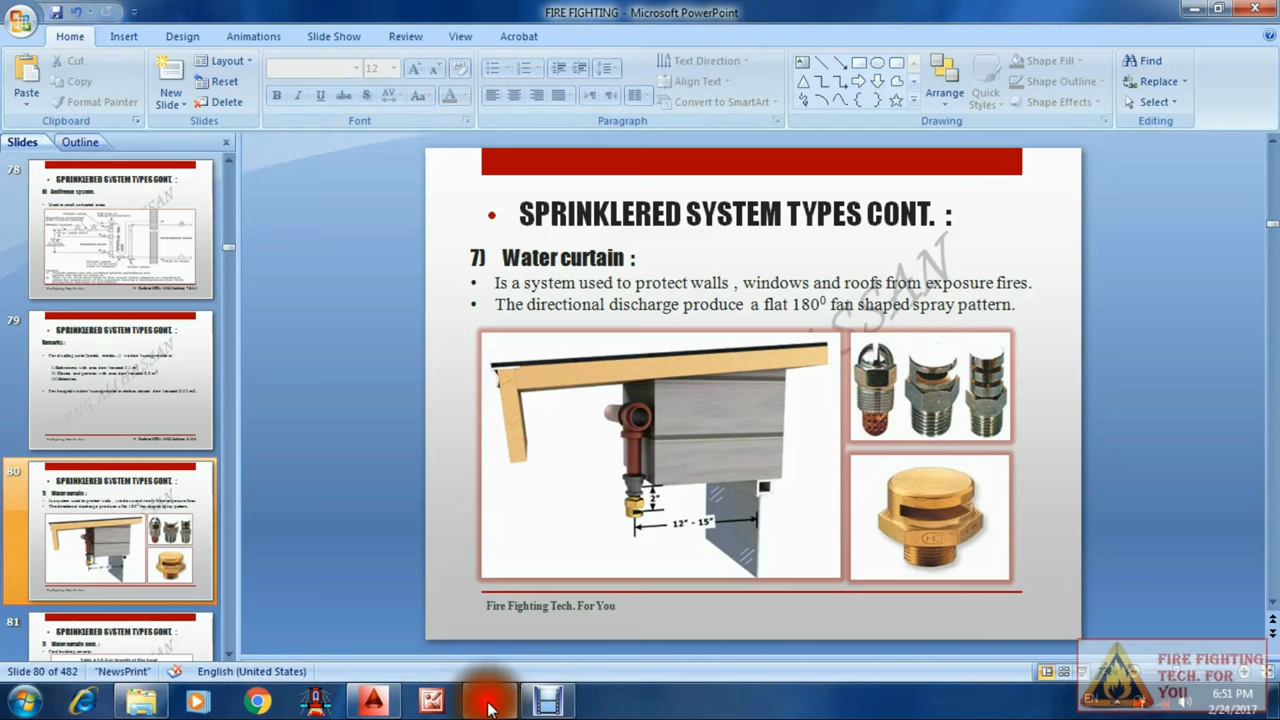 FIRE FIGHTING - Microsoft PowerPoint
Home Insert Design Animations Slide Show Review View Acrobat
Paste
Cut
Copy
Format Painter
Clipboard
New Slide
Layout
Reset
Delete
Slides
12
Font
Paragraph
Text Direction
Align Text
Convert to SmartArt
Arrange
Quick Styles
Shape Fill
Shape Outline
Shape Effects
Drawing
Find
Replace
Select
Editing
Slides Outline
78
SPRINKLERED SYSTEM TYPES CONT. :
79
SPRINKLERED SYSTEM TYPES CONT. :
Remarks :
80
SPRINKLERED SYSTEM TYPES CONT. :
7) Water curtain :
81
SPRINKLERED SYSTEM TYPES CONT. :
• SPRINKLERED SYSTEM TYPES CONT. :
7) Water curtain :
• Is a system used to protect walls , windows and roofs from exposure fires.
• The directional discharge produce a flat 180⁰ fan shaped spray pattern.
2"
12" - 15"
Fire Fighting Tech. For You
Slide 80 of 482 "NewsPrint" English (United States)
FIRE FIGHTING
TECH. FOR
YOU
EN
6:51 PM
2/24/2017